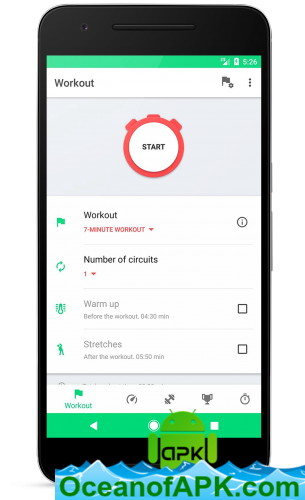 5:26
Workout
START
Workout
7-MINUTE WORKOUT
Number of circuits
1
Warm up
Before the workout. 04:30 min
Stretches
After the workout. 05:50 min
Workout
[apk]
OceanofAPK.com